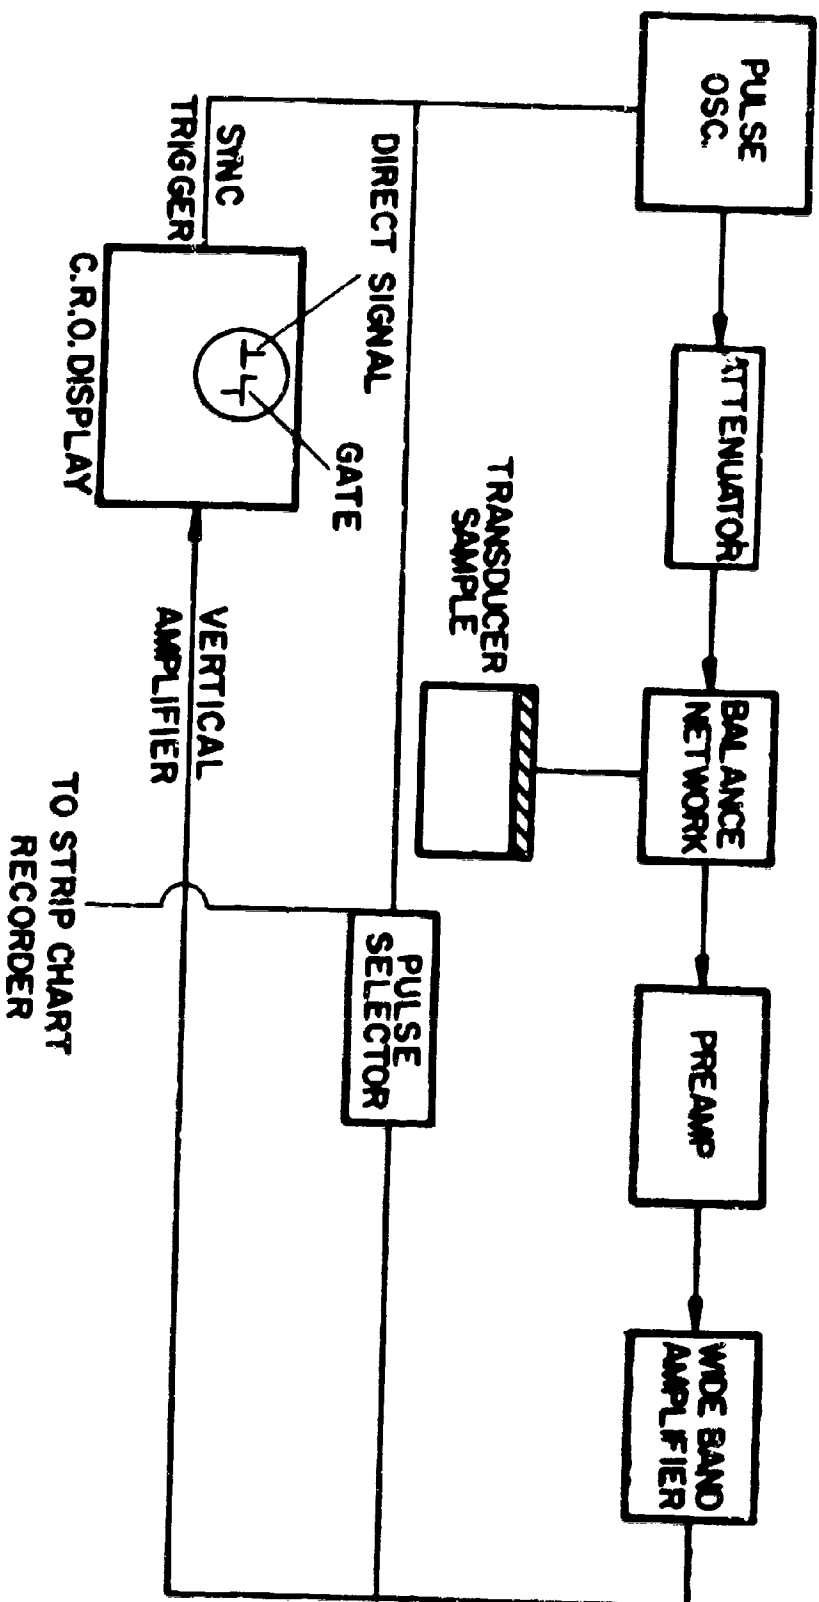 PULSE
OSC.
ATTENUATOR
BALANCE
NETWORK
PREAMP
WIDE BAND
AMPLIFIER
TRANSDUCER
SAMPLE
DIRECT SIGNAL
GATE
SYNC
TRIGGER
C.R.O. DISPLAY
VERTICAL
AMPLIFIER
PULSE
SELECTOR
TO STRIP CHART
RECORDER